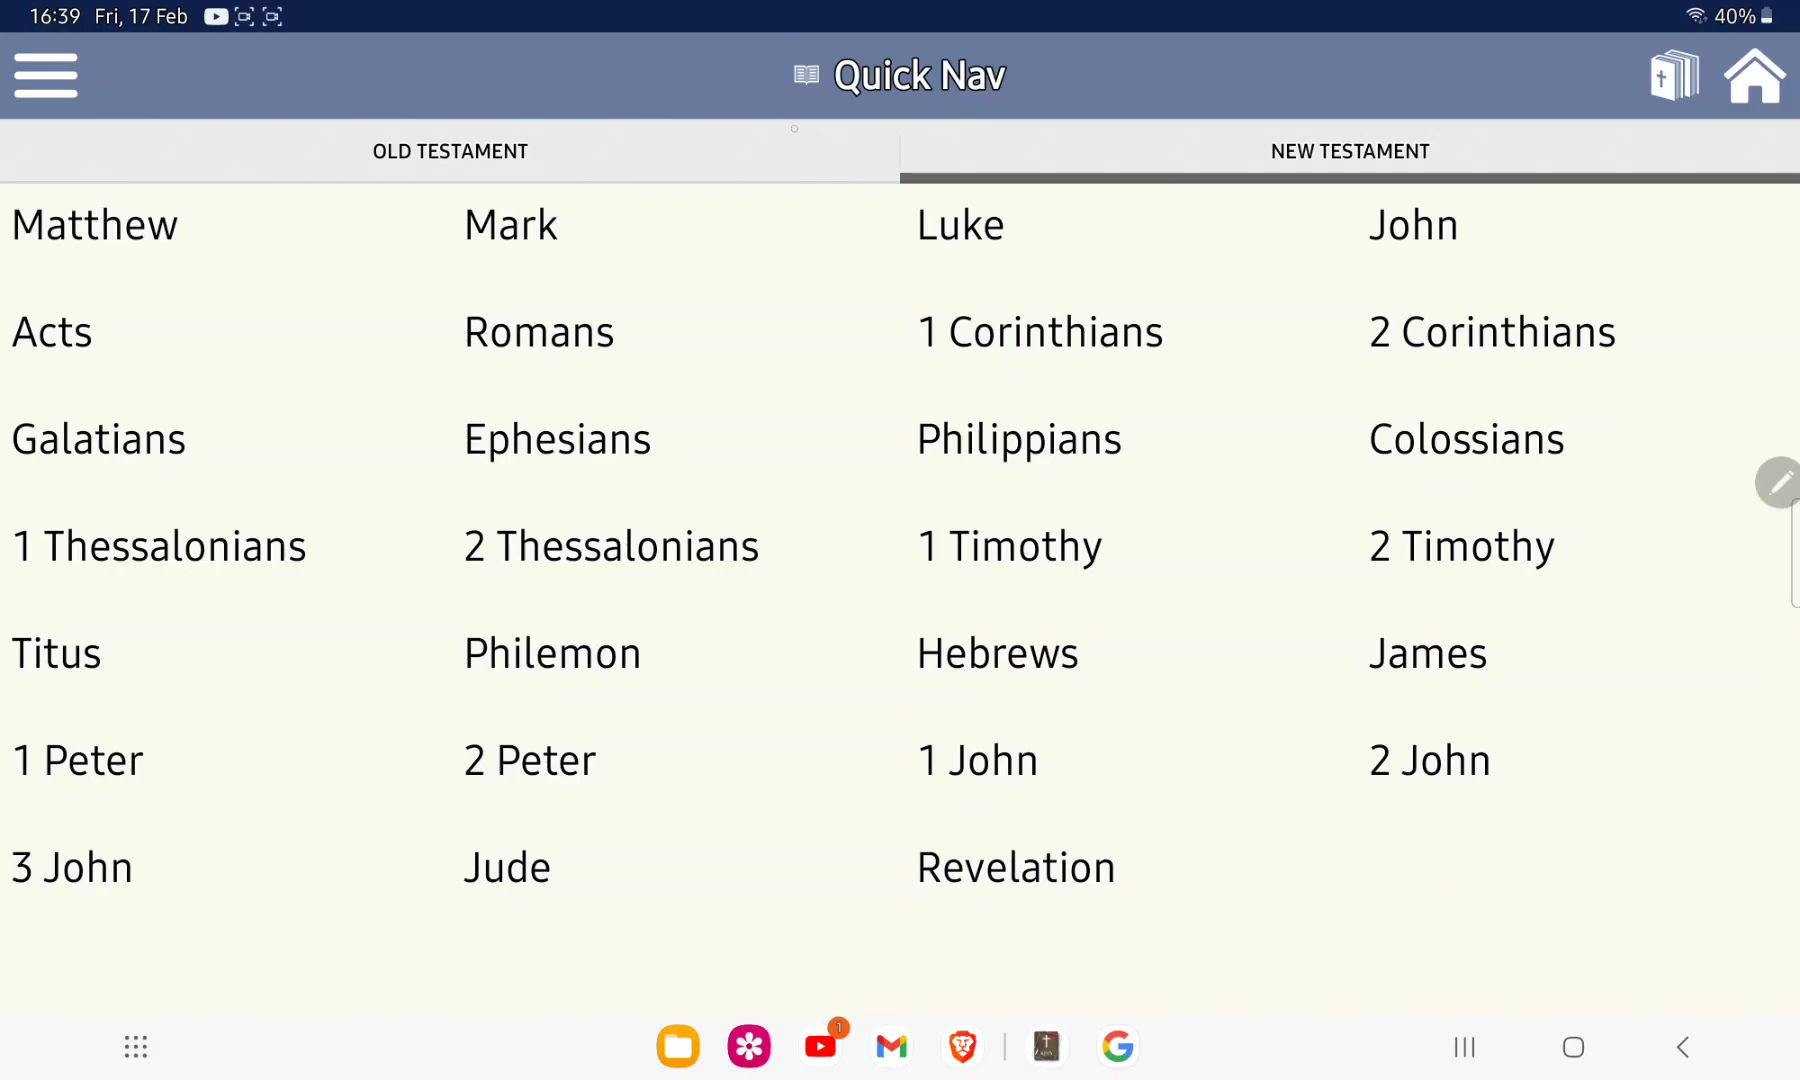 16:39 Fri, 17 Feb 40%
Quick Nav
OLD TESTAMENT NEW TESTAMENT
Matthew Mark Luke John
Acts Romans 1 Corinthians 2 Corinthians
Galatians Ephesians Philippians Colossians
1 Thessalonians 2 Thessalonians 1 Timothy 2 Timothy
Titus Philemon Hebrews James
1 Peter 2 Peter 1 John 2 John
3 John Jude Revelation
1